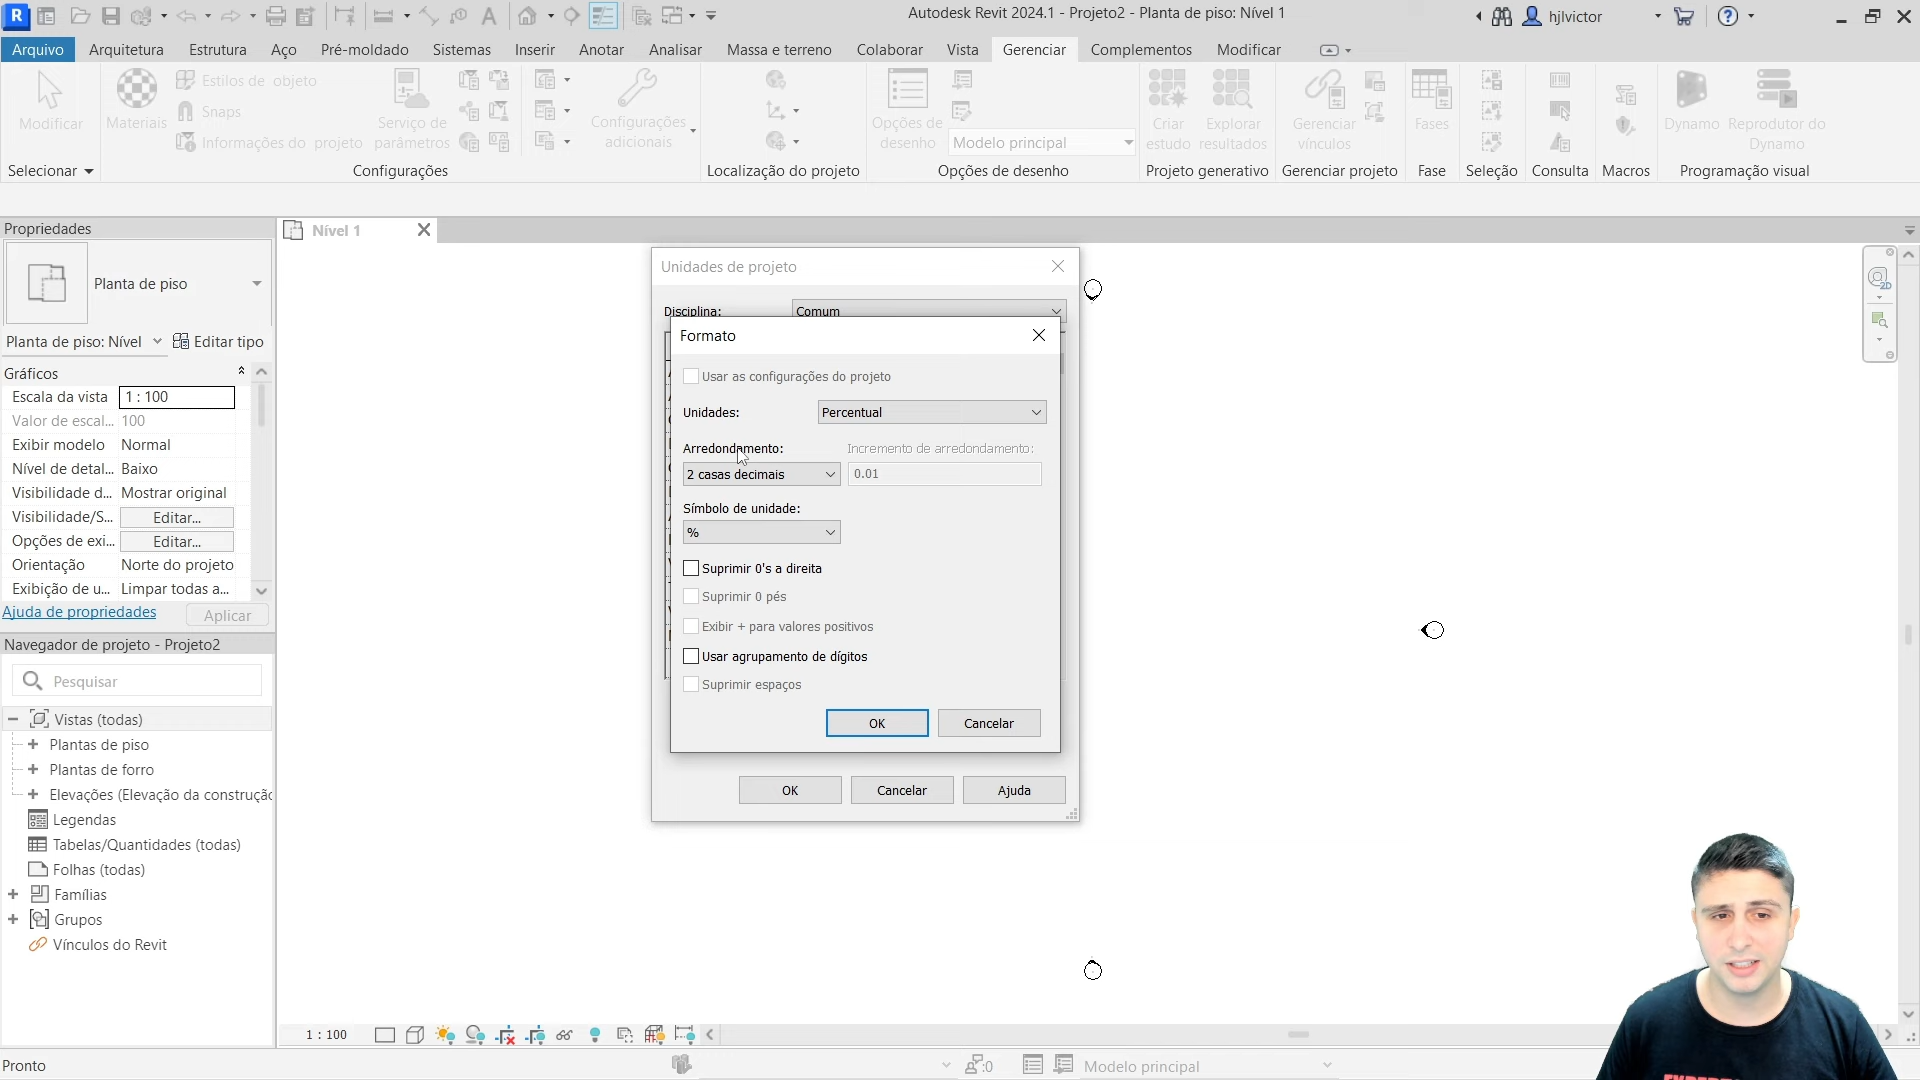 Autodesk Revit 2024.1 - Projeto2 - Planta de piso: Nível 1
hjlvictor
Arquivo Arquitetura Estrutura Aço Pré-moldado Sistemas Inserir Anotar Analisar Massa e terreno Colaborar Vista Gerenciar Complementos Modificar
Modificar
Materiais
Estilos de objeto
Snaps
Informações do projeto
Serviço de
parâmetros
Configurações
adicionais
Opções de
desenho
Modelo principal
Criar
estudo
Explorar
resultados
Gerenciar
vínculos
Fases
Dynamo
Reprodutor do
Dynamo
Selecionar Configurações Localização do projeto Opções de desenho Projeto generativo Gerenciar projeto Fase Seleção Consulta Macros Programação visual
Propriedades
Planta de piso
Planta de piso: Nível Editar tipo
Gráficos
Escala da vista 1 : 100
Valor de escal... 100
Exibir modelo Normal
Nível de detal... Baixo
Visibilidade d... Mostrar original
Visibilidade/S... Editar...
Opções de exi... Editar...
Orientação Norte do projeto
Exibição de u... Limpar todas a...
Ajuda de propriedades Aplicar
Navegador de projeto - Projeto2
Pesquisar
Vistas (todas)
Plantas de piso
Plantas de forro
Elevações (Elevação da construção
Legendas
Tabelas/Quantidades (todas)
Folhas (todas)
Famílias
Grupos
Vínculos do Revit
Nível 1
Unidades de projeto
Disciplina: Comum
Formato
Usar as configurações do projeto
Unidades: Percentual
Arredondamento: Incremento de arredondamento:
2 casas decimais 0.01
Símbolo de unidade:
%
Suprimir 0's a direita
Suprimir 0 pés
Exibir + para valores positivos
Usar agrupamento de dígitos
Suprimir espaços
OK Cancelar
OK Cancelar Ajuda
2D
1 : 100
Pronto
:0
Modelo principal